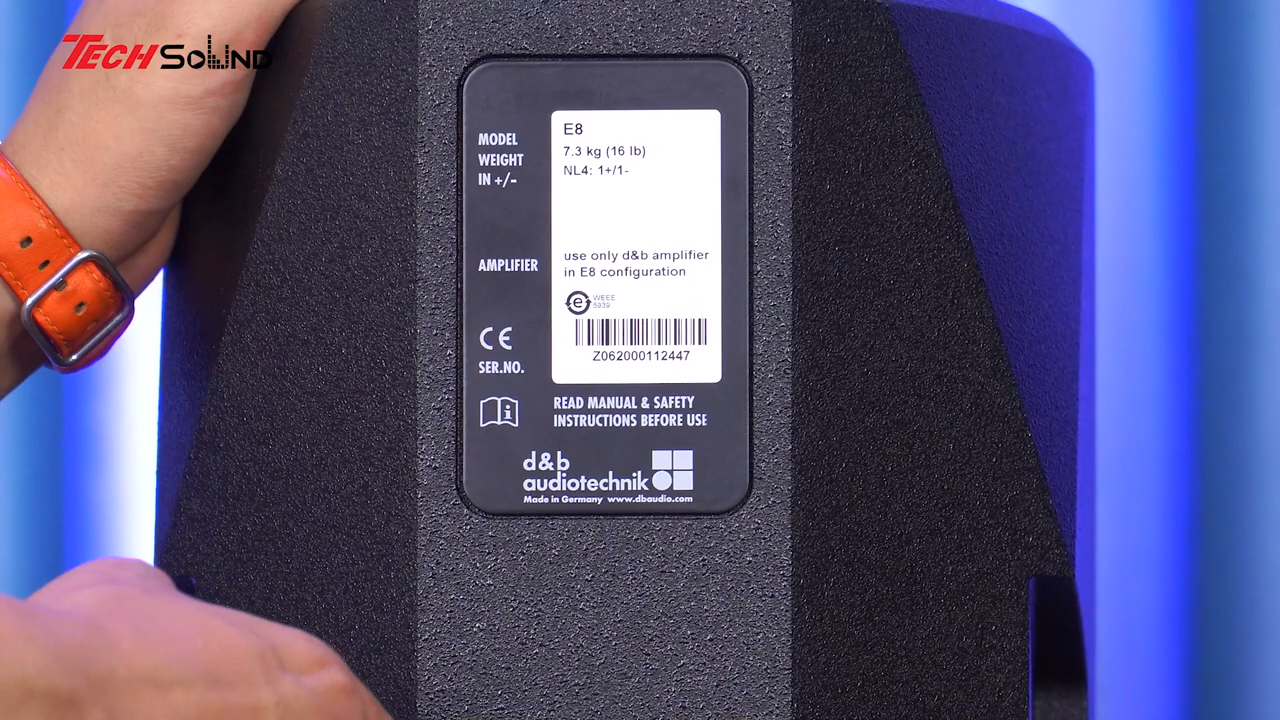 TECHSOUND
MODEL E8
WEIGHT 7.3 kg (16 lb)
IN +/- NL4: 1+/1-
AMPLIFIER use only d&b amplifier
in E8 configuration
WEEE
5939
CE
Z062000112447
SER.NO.
READ MANUAL & SAFETY
INSTRUCTIONS BEFORE USE
d&b
audiotechnik
Made in Germany www.dbaudio.com